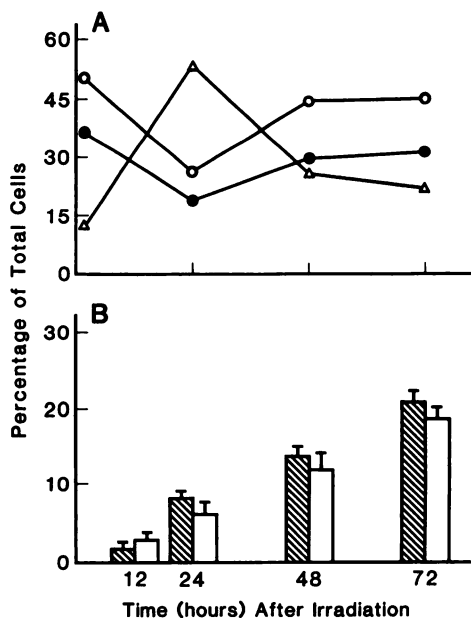 A
60
45
30
15
0
Percentage of Total Cells
B
30
20
10
0
12 24 48 72
Time (hours) After Irradiation